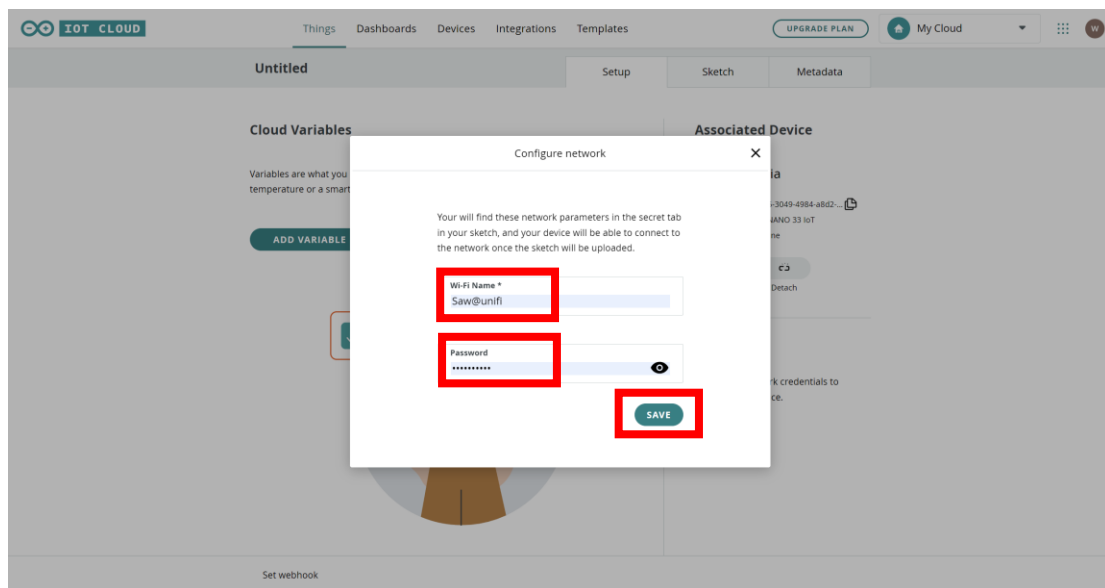 IOT CLOUD
Things Dashboards Devices Integrations Templates
UPGRADE PLAN
My Cloud
W
Untitled
Setup Sketch Metadata
Cloud Variables
Associated Device
Configure network
Variables are what you
temperature or a smart
ADD VARIABLE
Your will find these network parameters in the secret tab
in your sketch, and your device will be able to connect to
the network once the sketch will be uploaded.
Wi-Fi Name *
Saw@unifi
Password
••••••••••
SAVE
ia
-3049-4984-a8d2-...
NANO 33 IoT
ne
Detach
rk credentials to
ce.
Set webhook